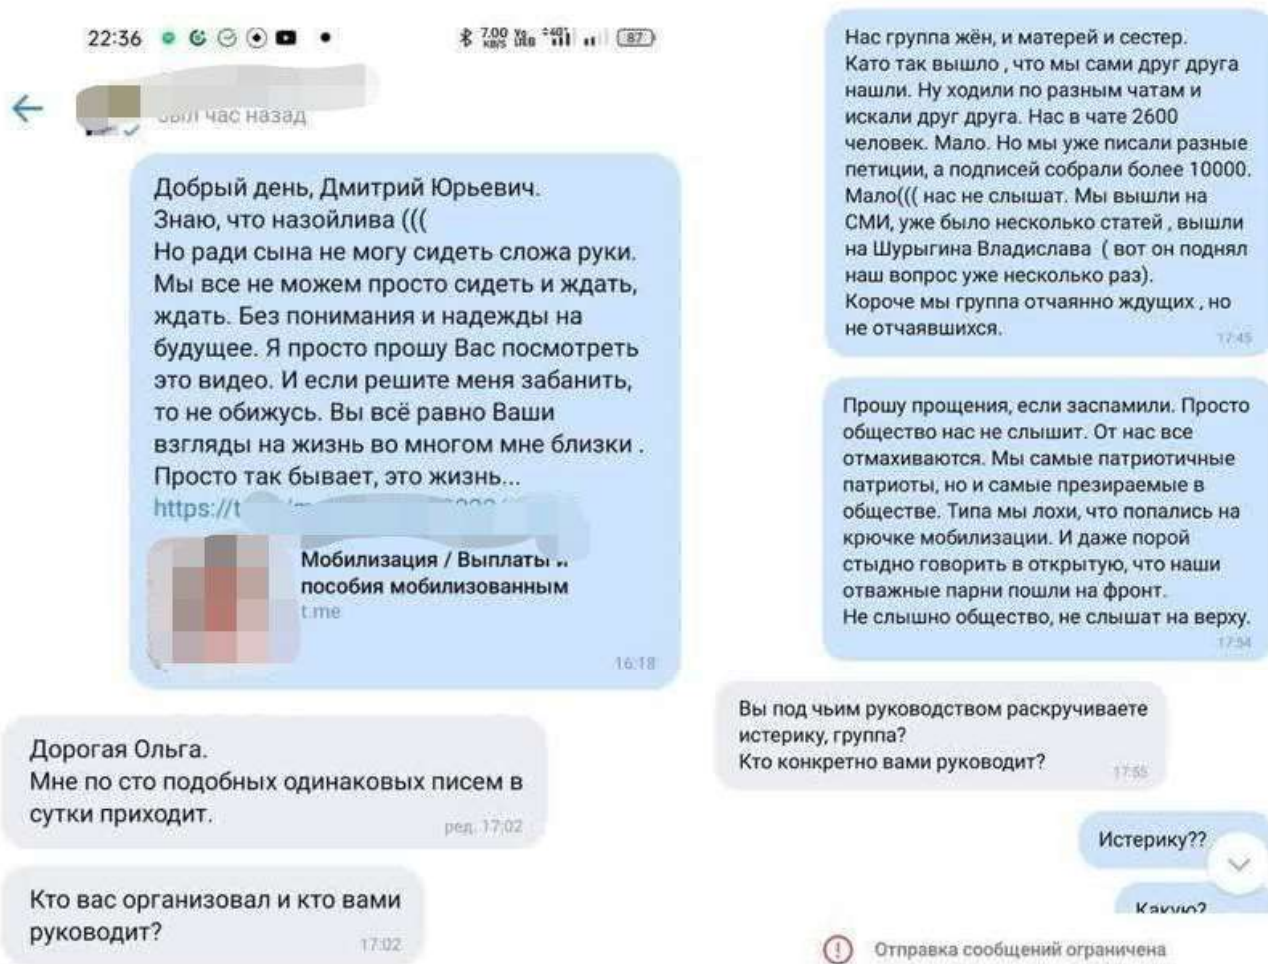 22:36
7.00 KB/S
87
был час назад
Добрый день, Дмитрий Юрьевич.
Знаю, что назойлива (((
Но ради сына не могу сидеть сложа руки.
Мы все не можем просто сидеть и ждать,
ждать. Без понимания и надежды на
будущее. Я просто прошу Вас посмотреть
это видео. И если решите меня забанить,
то не обижусь. Вы всё равно Ваши
взгляды на жизнь во многом мне близки .
Просто так бывает, это жизнь...
https://t
Мобилизация / Выплаты и
пособия мобилизованным
t.me
16:18
Дорогая Ольга.
Мне по сто подобных одинаковых писем в
сутки приходит.
ред. 17:02
Кто вас организовал и кто вами
руководит?
17:02
Нас группа жён, и матерей и сестер.
Като так вышло , что мы сами друг друга
нашли. Ну ходили по разным чатам и
искали друг друга. Нас в чате 2600
человек. Мало. Но мы уже писали разные
петиции, а подписей собрали более 10000.
Мало((( нас не слышат. Мы вышли на
СМИ, уже было несколько статей , вышли
на Шурыгина Владислава ( вот он поднял
наш вопрос уже несколько раз).
Короче мы группа отчаянно ждущих , но
не отчаявшихся.
17:45
Прошу прощения, если заспамили. Просто
общество нас не слышит. От нас все
отмахиваются. Мы самые патриотичные
патриоты, но и самые презираемые в
обществе. Типа мы лохи, что попались на
крючке мобилизации. И даже порой
стыдно говорить в открытую, что наши
отважные парни пошли на фронт.
Не слышно общество, не слышат на верху.
17:54
Вы под чьим руководством раскручиваете
истерику, группа?
Кто конкретно вами руководит?
17:55
Истерику??
Какую?
Отправка сообщений ограничена